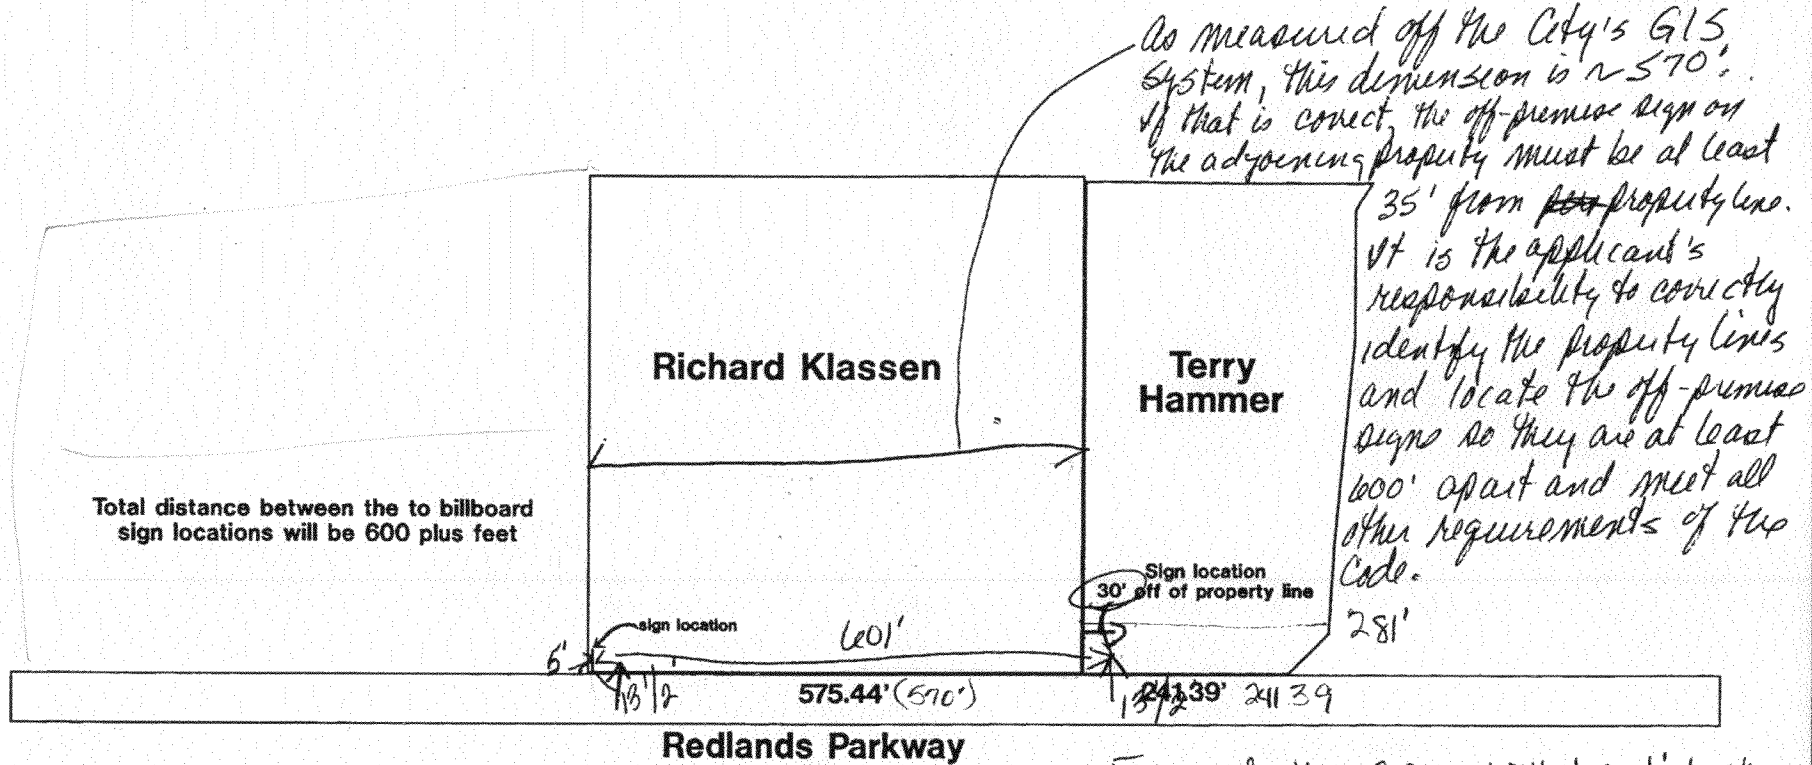 As measured off the City's GIS
System, this dimension is ~570'.
If that is correct, the off-premise sign on
the adjoining property must be at least
35' from property line.
It is the applicant's
responsibility to correctly
identify the property lines
and locate the off-premise
signs so they are at least
600' apart and meet all
other requirements of the
Code.
Richard Klassen
Terry
Hammer
Total distance between the to billboard
sign locations will be 600 plus feet
Sign location
30' off of property line
281'
sign location
601'
5'
13'/2
575.44' (570')
13'/2
241.39' 241 39
Redlands Parkway